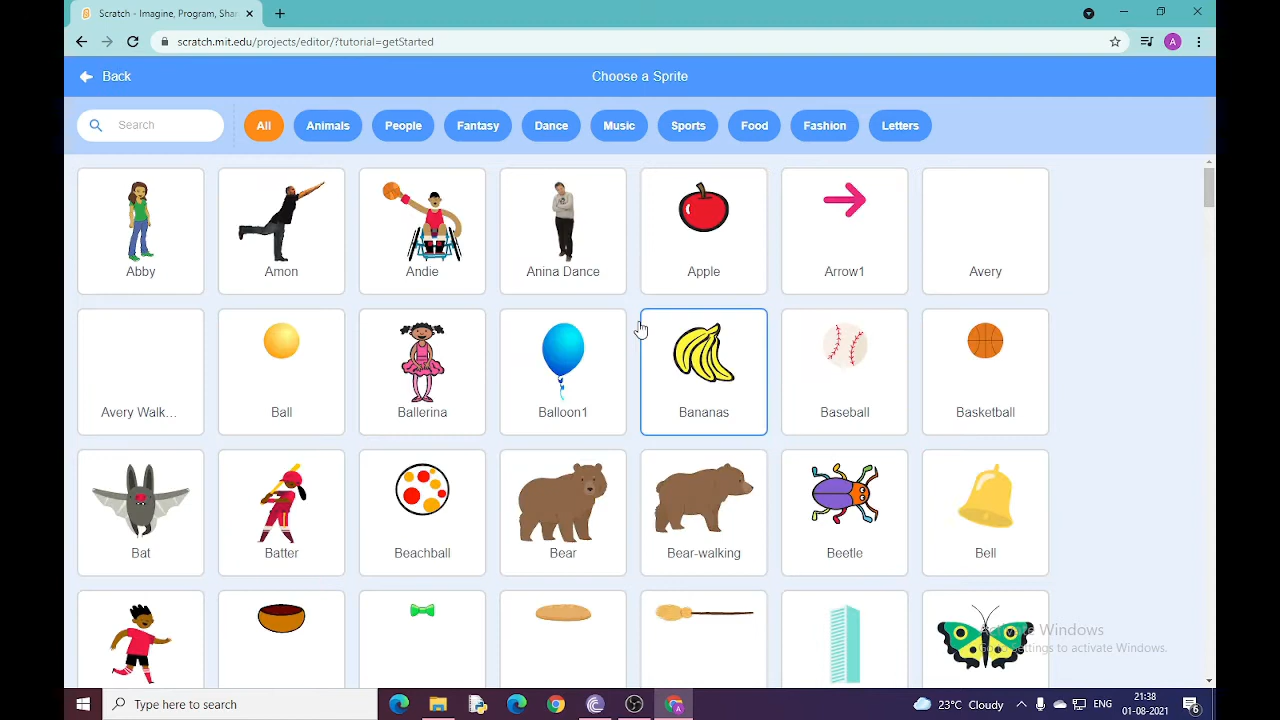 Scratch - Imagine, Program, Shar
scratch.mit.edu/projects/editor/?tutorial=getStarted
A
Back
Choose a Sprite
Search
All
Animals
People
Fantasy
Dance
Music
Sports
Food
Fashion
Letters
Abby
Amon
Andie
Anina Dance
Apple
Arrow1
Avery
Avery Walk...
Ball
Ballerina
Balloon1
Bananas
Baseball
Basketball
Bat
Batter
Beachball
Bear
Bear-walking
Beetle
Bell
Activate Windows
Go to Settings to activate Windows.
Type here to search
23°C Cloudy
ENG
21:38
01-08-2021